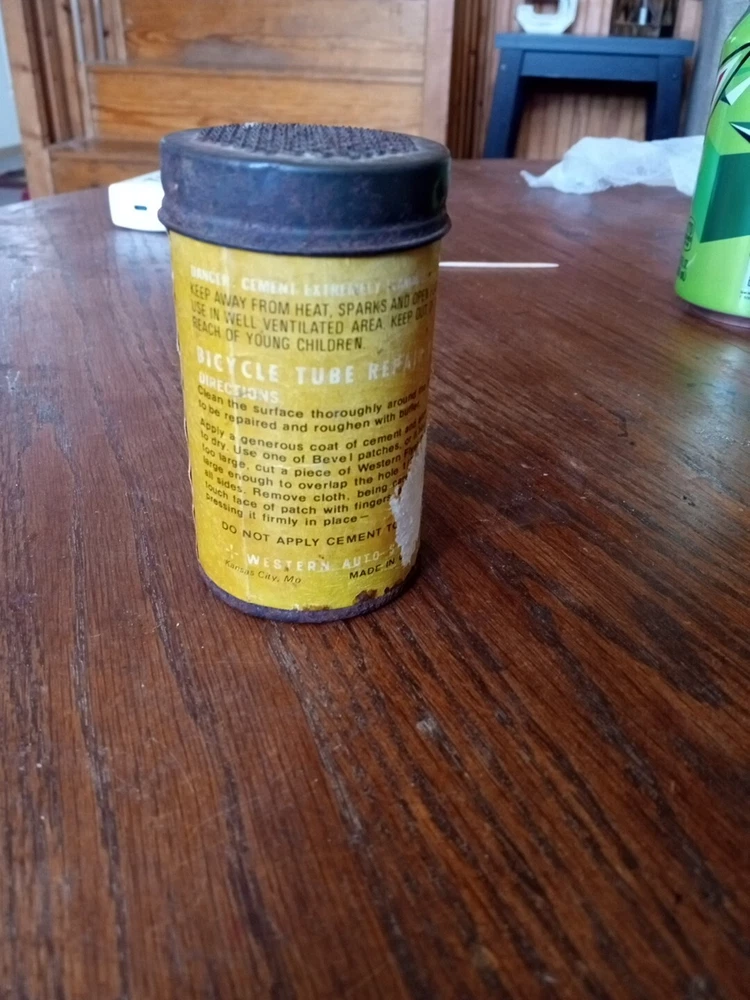 DANGER. CEMENT EXTREMELY
KEEP AWAY FROM HEAT, SPARKS AND OPEN
USE IN WELL VENTILATED AREA. KEEP OUT
REACH OF YOUNG CHILDREN.
BICYCLE TUBE REPAIR
DIRECTIONS
Clean the surface thoroughly around
to be repaired and roughen with
Apply a generous coat of cement
to dry. Use one of Bevel patches,
too large, cut a piece of Western
large enough to overlap the hole
all sides. Remove cloth, being
touch face of patch with fingers
pressing it firmly in place—
DO NOT APPLY CEMENT TO
WESTERN AUTO
Kansas City, Mo
MADE IN